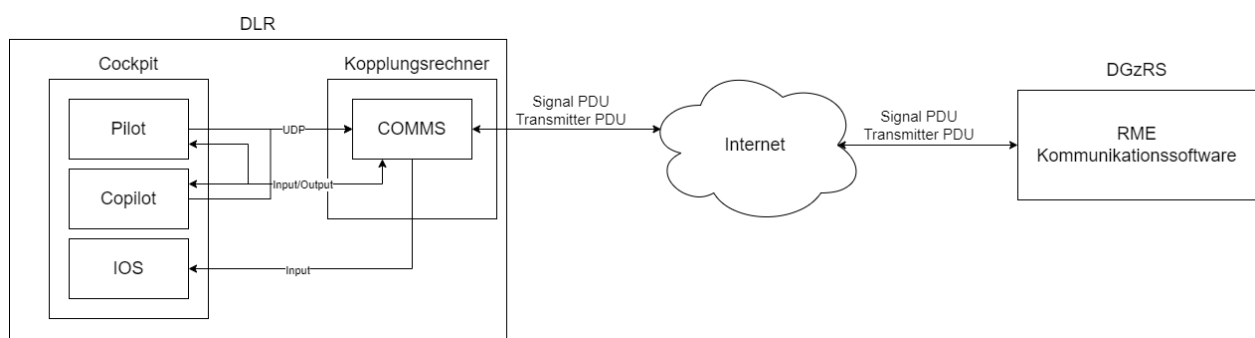 DLR
Cockpit
Kopplungsrechner
DGzRS
Pilot
UDP
COMMS
Signal PDU
Transmitter PDU
Internet
Signal PDU
Transmitter PDU
RME
Kommunikationssoftware
Copilot
Input/Output
IOS
Input